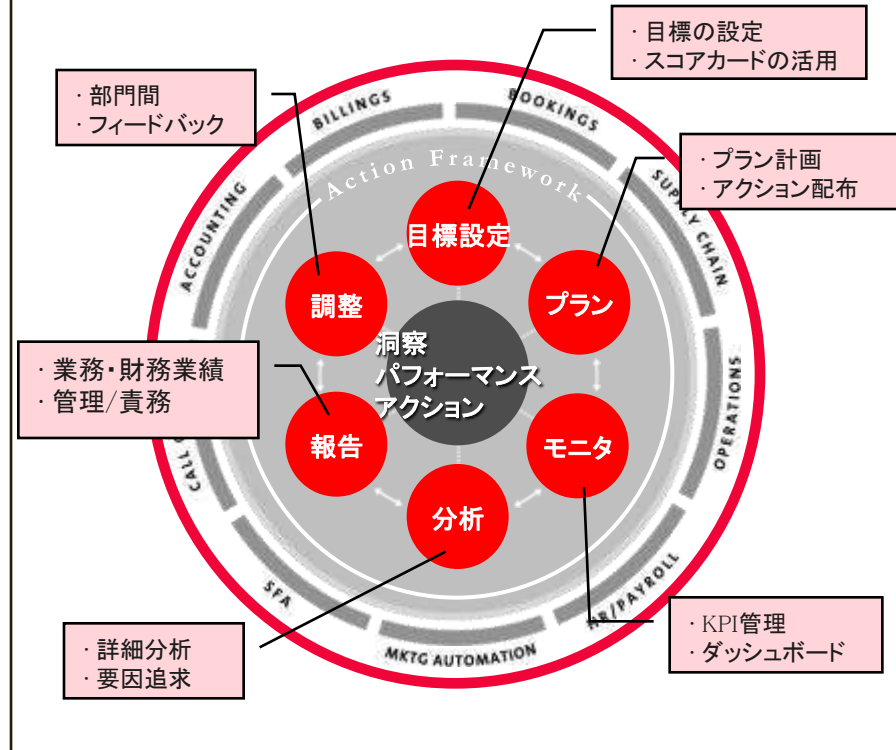 ・目標の設定
・スコアカードの活用
・部門間
・フィードバック
・プラン計画
・アクション配布
BILLINGS
BOOKINGS
ACCOUNTING
SUPPLY CHAIN
Action Framework
目標設定
調整
プラン
洞察
パフォーマンス
アクション
・業務・財務業績
・管理/責務
OPERATIONS
報告
モニタ
CALL
分析
SFA
HR/PAYROLL
MKTG AUTOMATION
・詳細分析
・要因追求
・KPI管理
・ダッシュボード